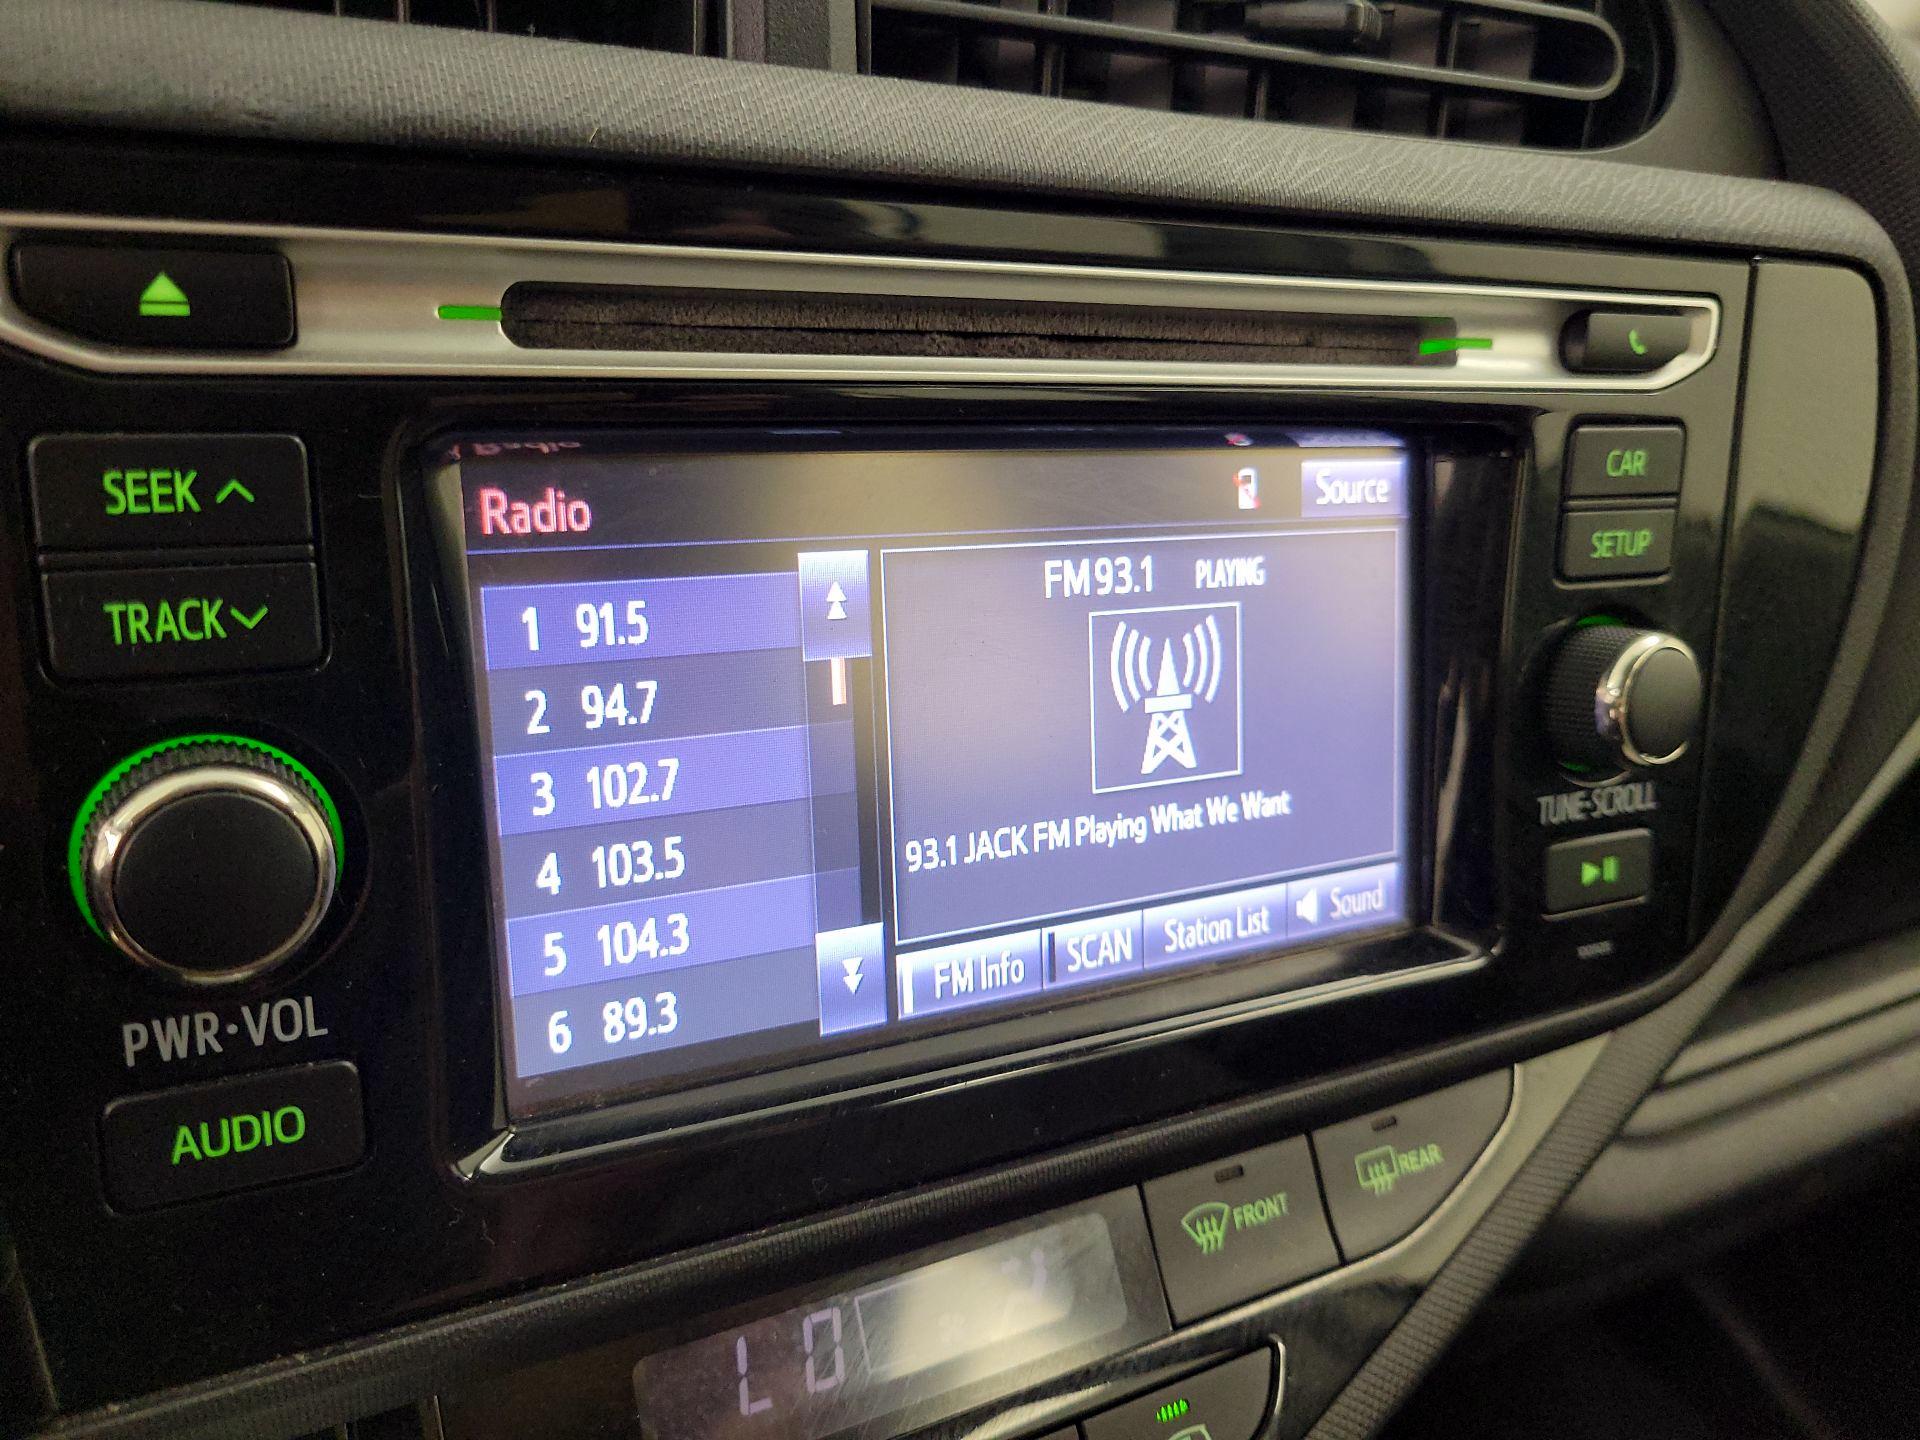 SEEK
TRACK
PWR·VOL
AUDIO
Radio
Source
1 91.5
2 94.7
3 102.7
4 103.5
5 104.3
6 89.3
FM 93.1 PLAYING
93.1 JACK FM Playing What We Want
FM Info
SCAN
Station List
Sound
CAR
SETUP
TUNE·SCROLL
FRONT
REAR
LO